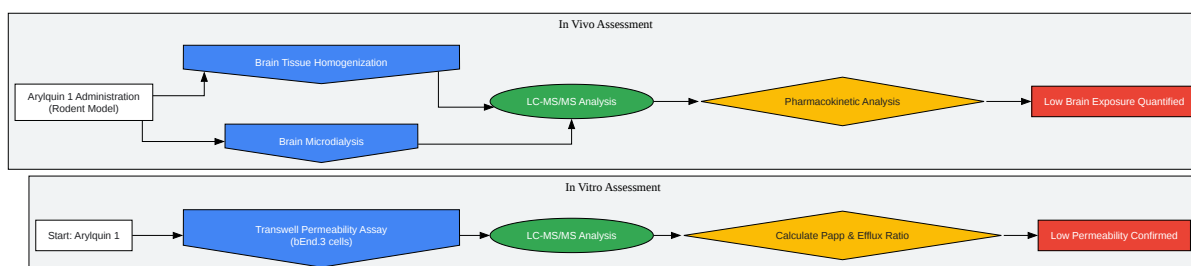 In Vivo Assessment
Brain Tissue Homogenization
Arylquin 1 Administration
(Rodent Model)
LC-MS/MS Analysis
Pharmacokinetic Analysis
Low Brain Exposure Quantified
Brain Microdialysis
In Vitro Assessment
Start: Arylquin 1
Transwell Permeability Assay
(bEnd.3 cells)
LC-MS/MS Analysis
Calculate Papp & Efflux Ratio
Low Permeability Confirmed